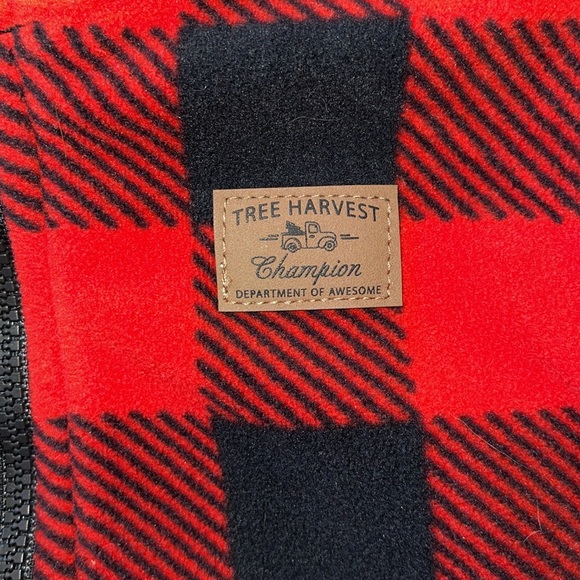 TREE HARVEST
Champion
DEPARTMENT OF AWESOME